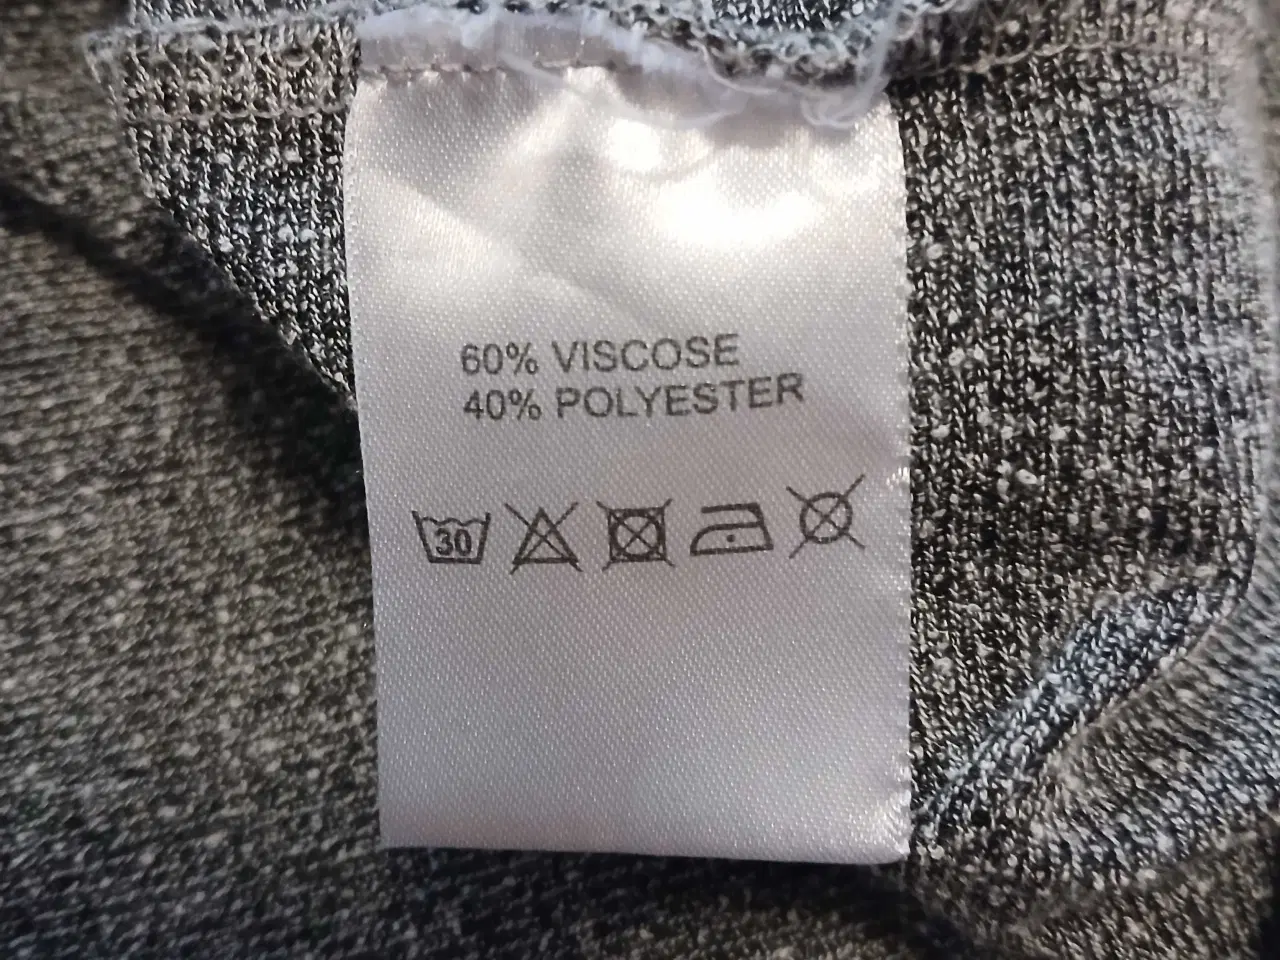 60% VISCOSE
40% POLYESTER
30